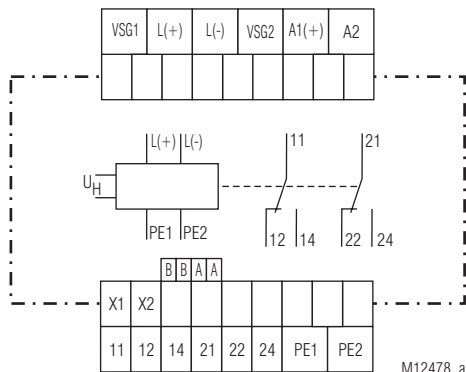 VSG1 L(+) L(-) VSG2 A1(+) A2
L(+) L(-) 11 21
UH
PE1 PE2 12 14 22 24
B B A A
X1 X2
11 12 14 21 22 24 PE1 PE2
M12478_a